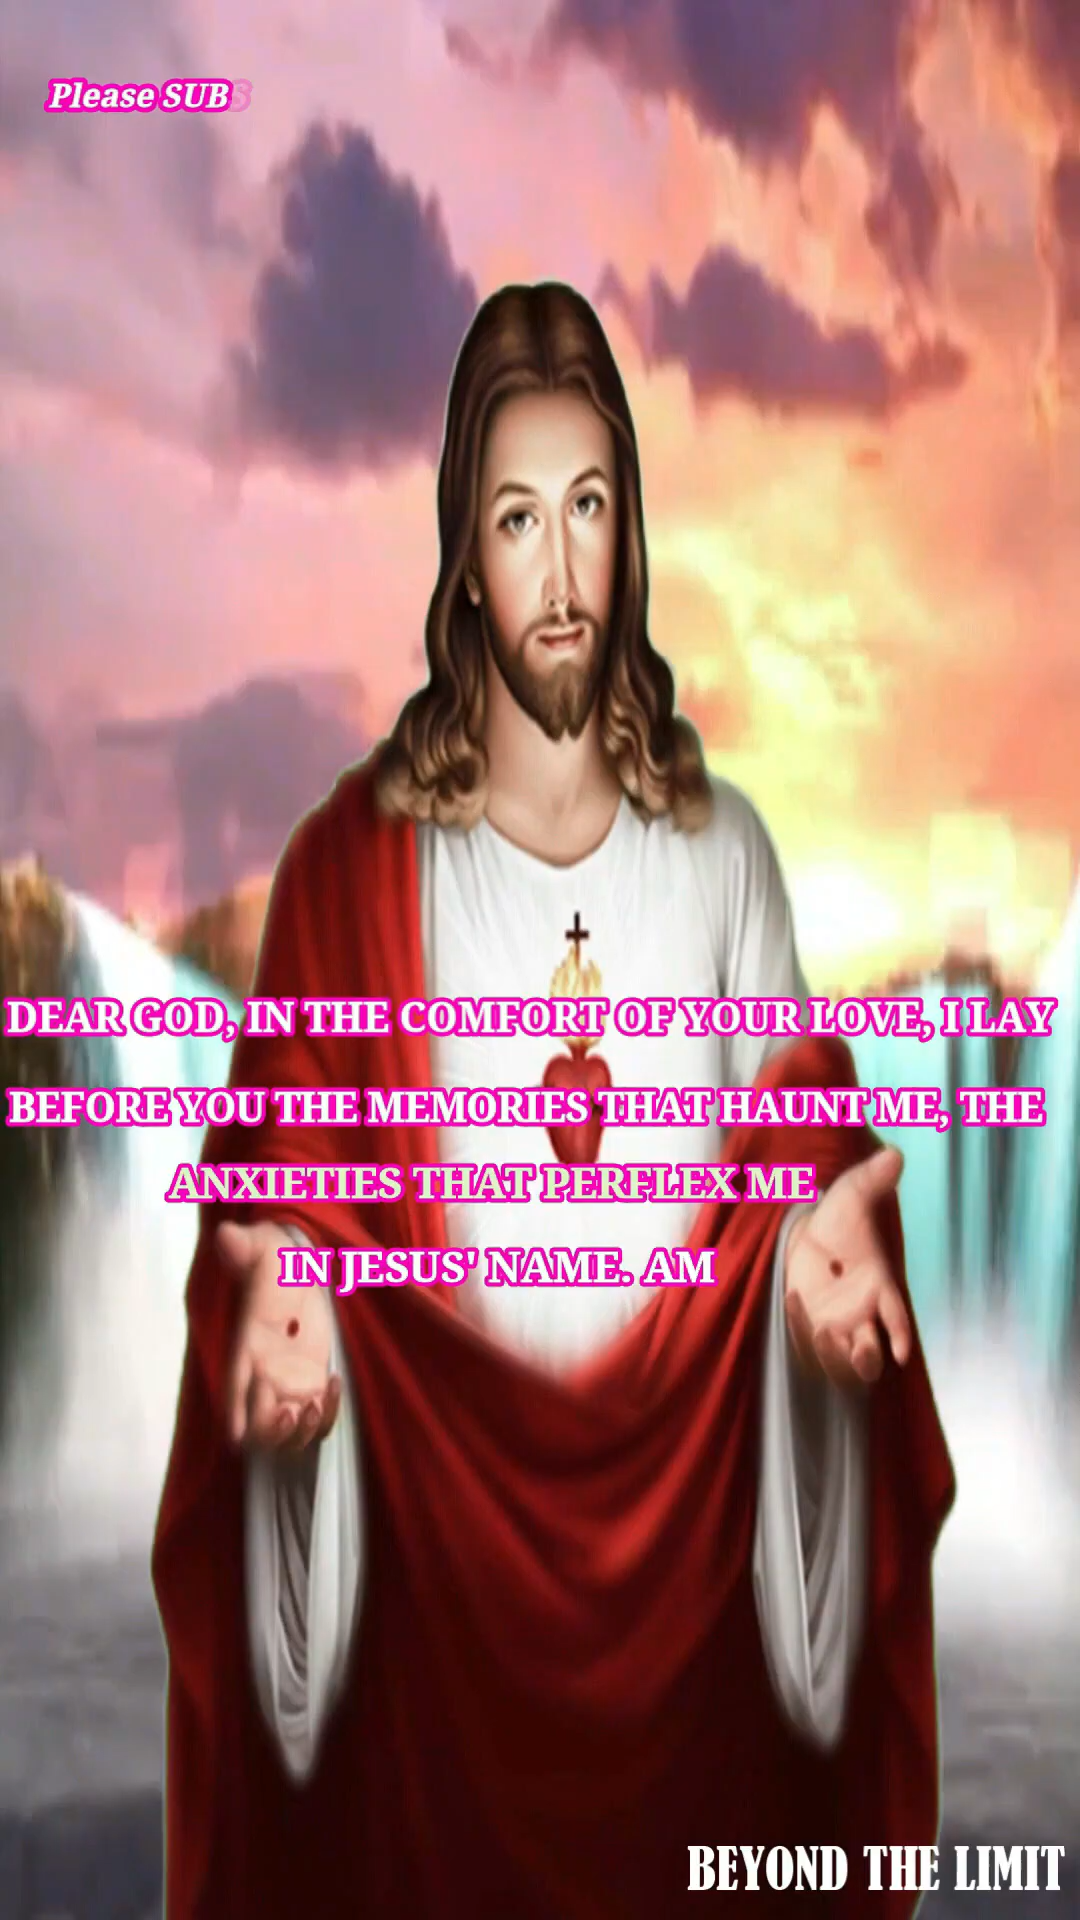 Please SUBS
DEAR GOD, IN THE COMFORT OF YOUR LOVE, I LAY
BEFORE YOU THE MEMORIES THAT HAUNT ME, THE
ANXIETIES THAT PERFLEX ME
IN JESUS' NAME. AM
BEYOND THE LIMIT